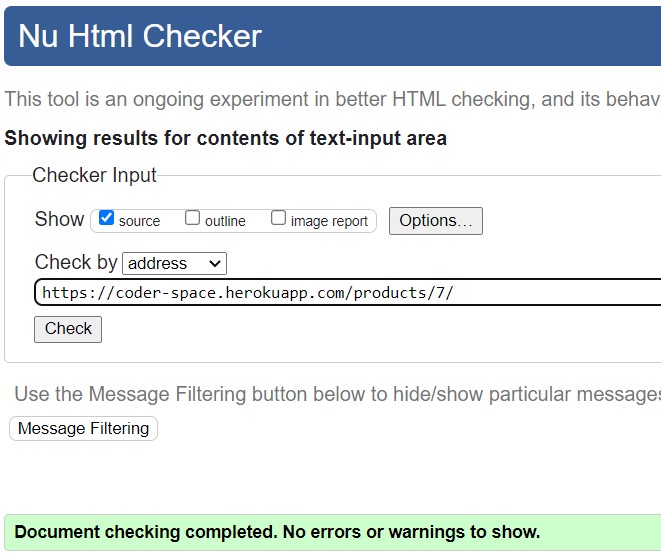 Nu Html Checker
This tool is an ongoing experiment in better HTML checking, and its behav
Showing results for contents of text-input area
Checker Input
Show source outline image report Options...
Check by address
https://coder-space.herokuapp.com/products/7/
Check
Use the Message Filtering button below to hide/show particular messages
Message Filtering
Document checking completed. No errors or warnings to show.